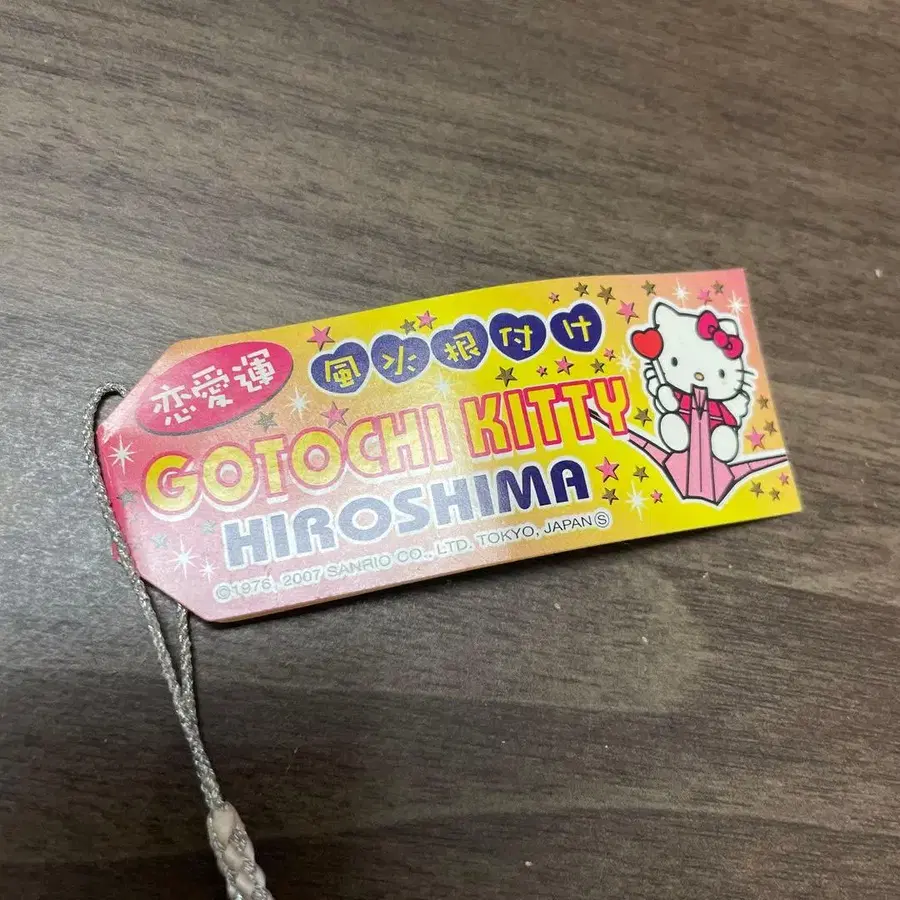 恋愛運
風水根付け
GOTOCHI KITTY
HIROSHIMA
©1976, 2007 SANRIO CO., LTD. TOKYO, JAPAN Ⓢ